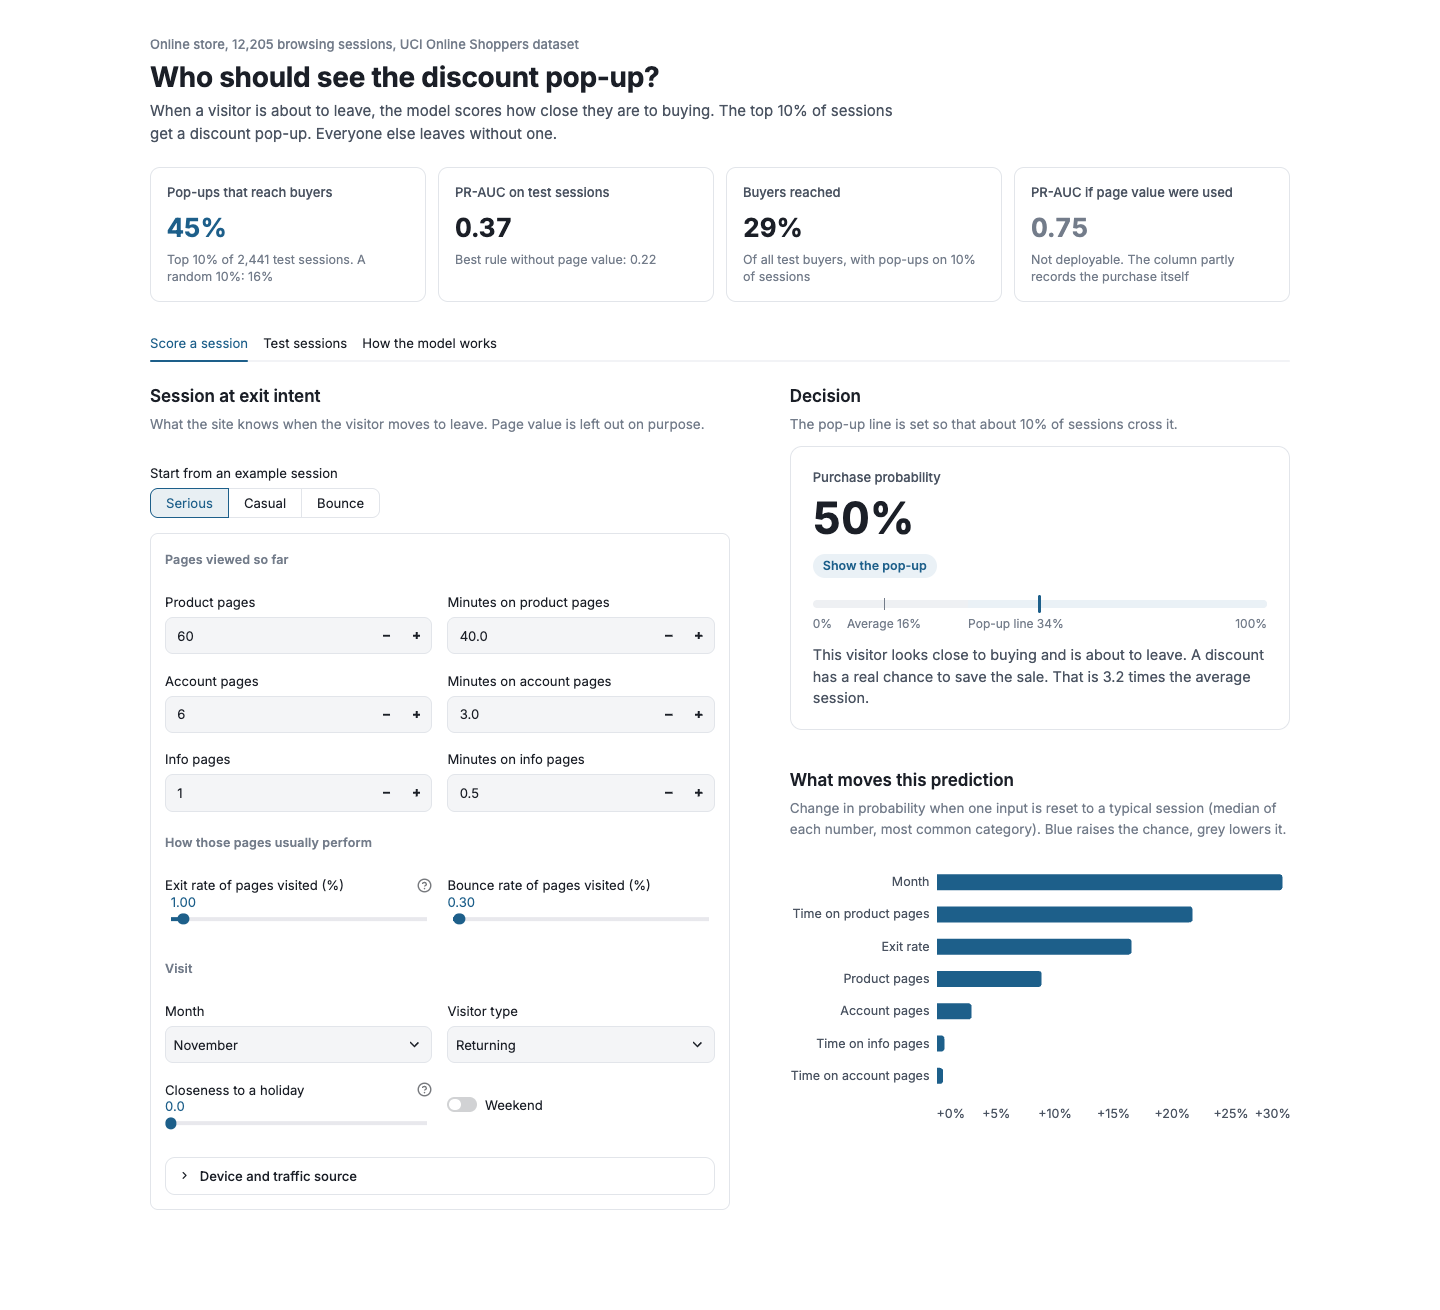 Online store, 12,205 browsing sessions, UCI Online Shoppers dataset
Who should see the discount pop-up?
When a visitor is about to leave, the model scores how close they are to buying. The top 10% of sessions
get a discount pop-up. Everyone else leaves without one.
Pop-ups that reach buyers
45%
Top 10% of 2,441 test sessions. A
random 10%: 16%
PR-AUC on test sessions
0.37
Best rule without page value: 0.22
Buyers reached
29%
Of all test buyers, with pop-ups on 10%
of sessions
PR-AUC if page value were used
0.75
Not deployable. The column partly
records the purchase itself
Score a session
Test sessions
How the model works
Session at exit intent
What the site knows when the visitor moves to leave. Page value is left out on purpose.
Start from an example session
Serious
Casual
Bounce
Pages viewed so far
Product pages
60
Minutes on product pages
40.0
Account pages
6
Minutes on account pages
3.0
Info pages
1
Minutes on info pages
0.5
How those pages usually perform
Exit rate of pages visited (%)
1.00
Bounce rate of pages visited (%)
0.30
Visit
Month
November
Visitor type
Returning
Closeness to a holiday
0.0
Weekend
Device and traffic source
Decision
The pop-up line is set so that about 10% of sessions cross it.
Purchase probability
50%
Show the pop-up
0%
Average 16%
Pop-up line 34%
100%
This visitor looks close to buying and is about to leave. A discount
has a real chance to save the sale. That is 3.2 times the average
session.
What moves this prediction
Change in probability when one input is reset to a typical session (median of
each number, most common category). Blue raises the chance, grey lowers it.
Month
Time on product pages
Exit rate
Product pages
Account pages
Time on info pages
Time on account pages
+0% +5% +10% +15% +20% +25% +30%